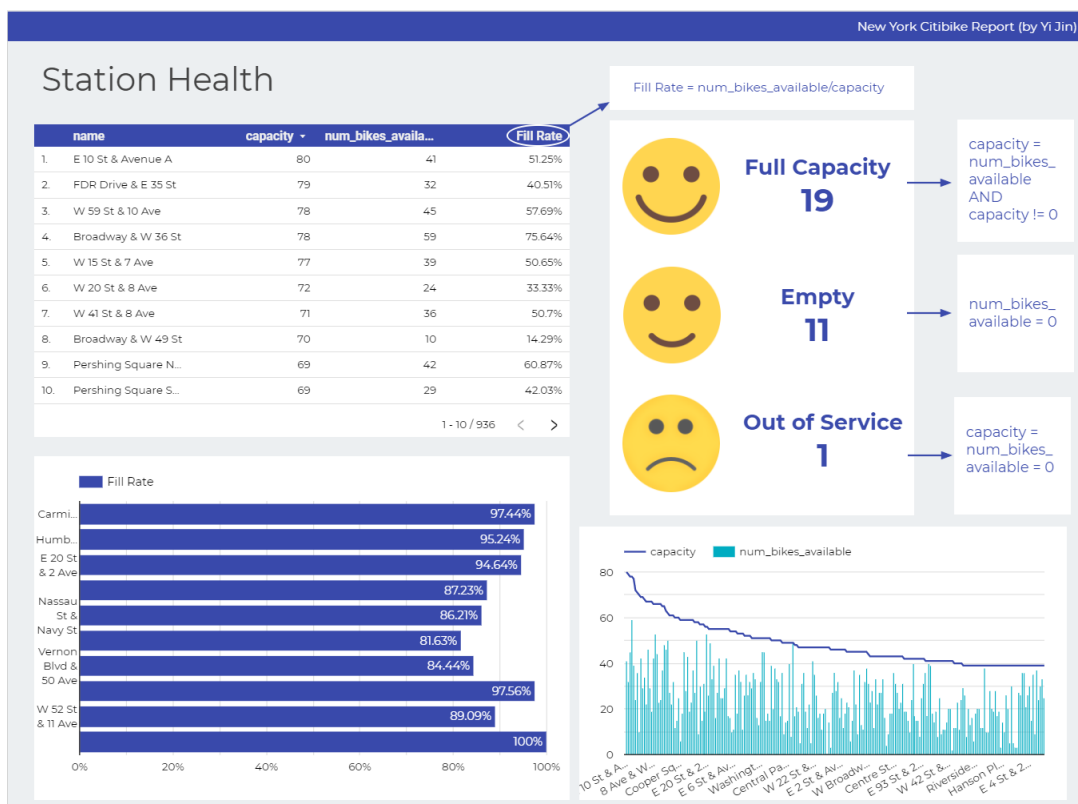 New York Citibike Report (by Yi Jin)
Station Health
Fill Rate = num_bikes_available/capacity
name capacity num_bikes_availa... Fill Rate
1. E 10 St & Avenue A 80 41 51.25%
2. FDR Drive & E 35 St 79 32 40.51%
3. W 59 St & 10 Ave 78 45 57.69%
4. Broadway & W 36 St 78 59 75.64%
5. W 15 St & 7 Ave 77 39 50.65%
6. W 20 St & 8 Ave 72 24 33.33%
7. W 41 St & 8 Ave 71 36 50.7%
8. Broadway & W 49 St 70 10 14.29%
9. Pershing Square N... 69 42 60.87%
10. Pershing Square S... 69 29 42.03%
1 - 10 / 936
Full Capacity
19
capacity =
num_bikes_
available
AND
capacity != 0
Empty
11
num_bikes_
available = 0
Out of Service
1
capacity =
num_bikes_
available = 0
Fill Rate
Carmi... 97.44%
Humb... 95.24%
E 20 St
& 2 Ave
94.64%
87.23%
Nassau
St &
Navy St
86.21%
81.63%
Vernon
Blvd &
50 Ave
84.44%
97.56%
W 52 St
& 11 Ave
89.09%
100%
0% 20% 40% 60% 80% 100%
capacity num_bikes_available
80
60
40
20
0
10 St & A...
8 Ave & W...
Cooper Sq...
E 20 St & 2...
E 6 St & Av...
Washingt...
Central Pa...
W 22 St &...
E 2 St & Av...
W Broadw...
Centre St...
E 93 St & 2...
W 42 St &...
Riverside...
Hanson Pl...
E 4 St & 2...